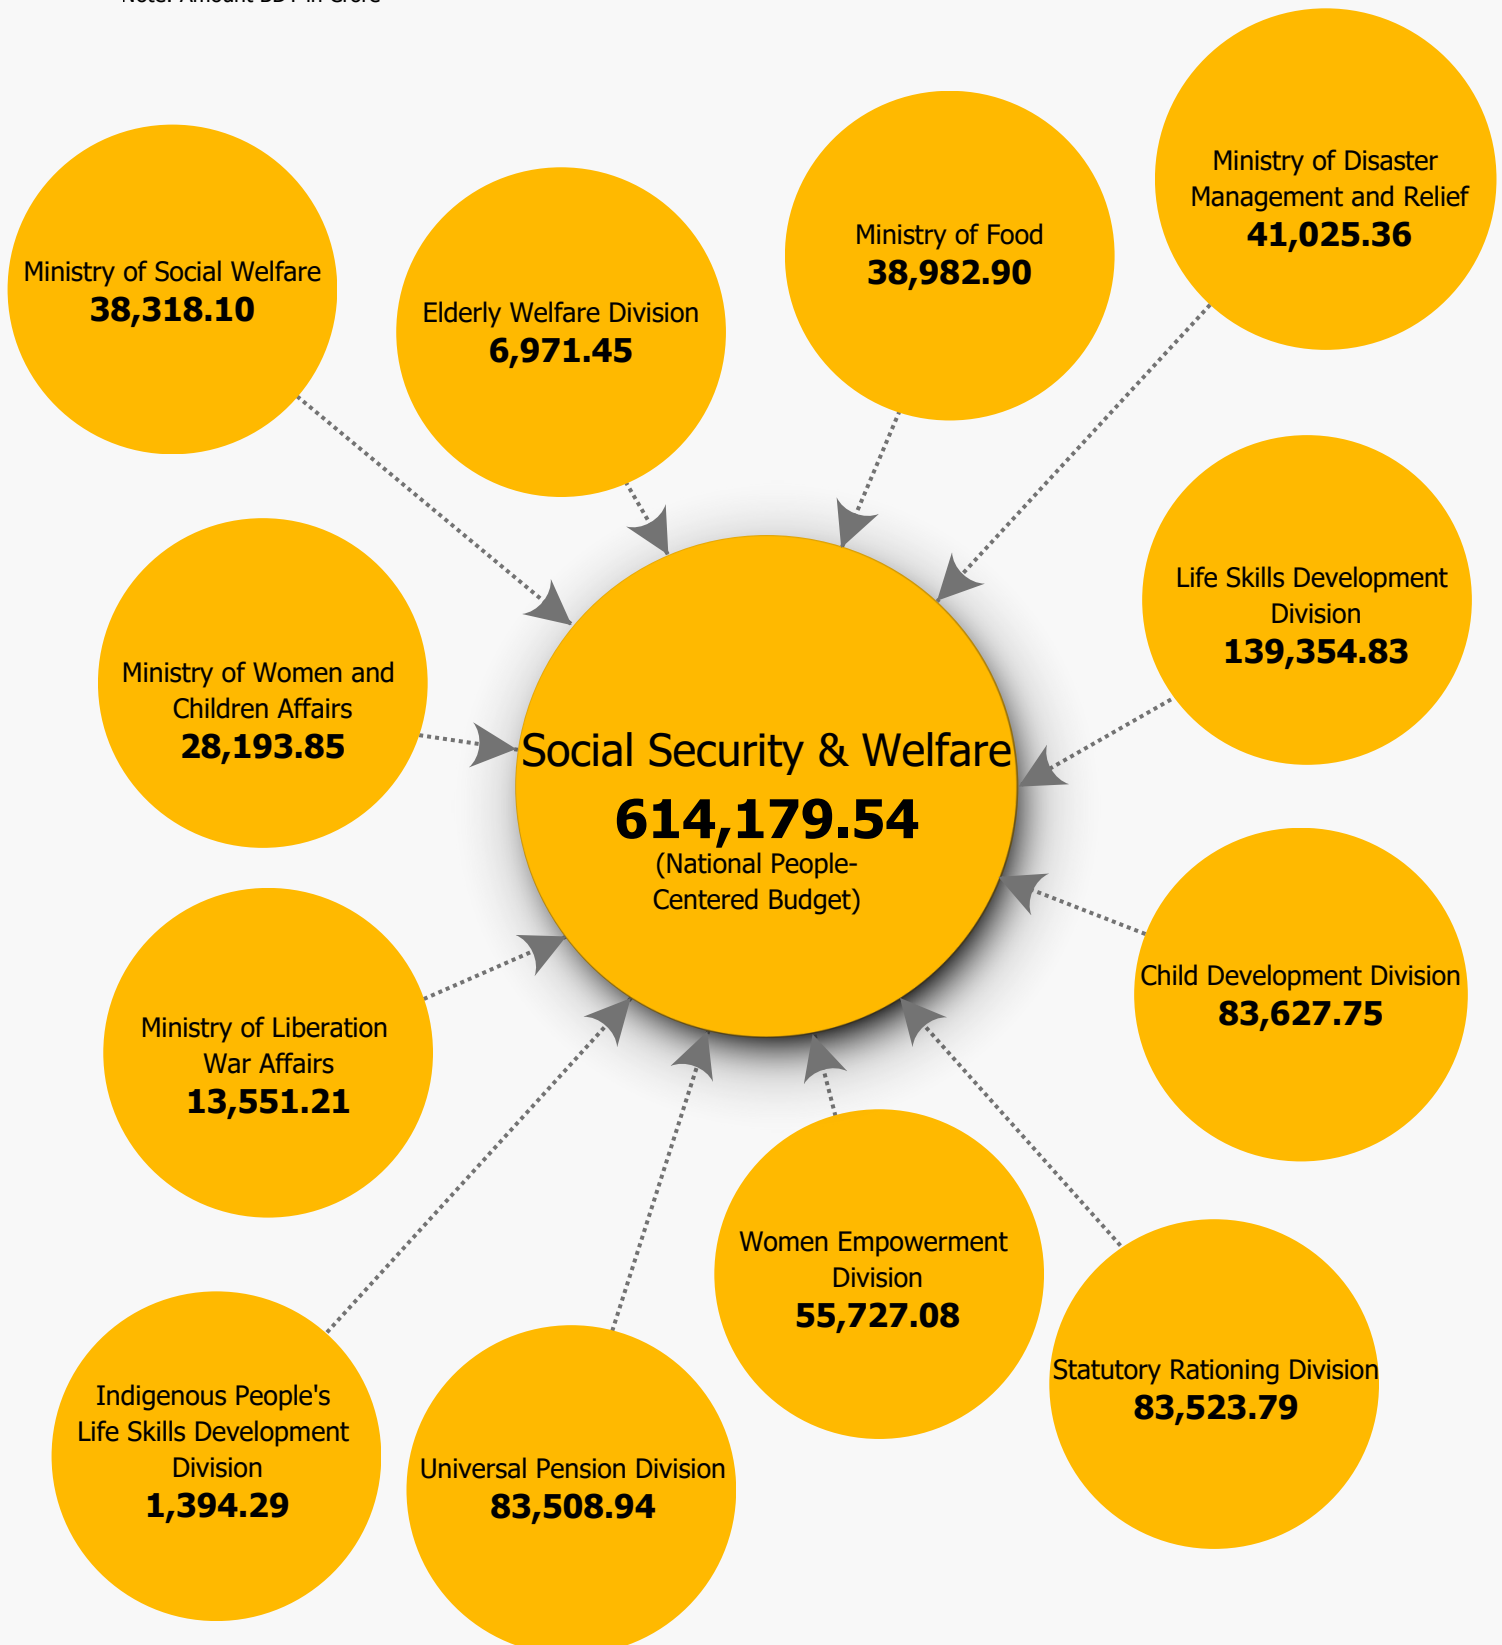 Note: Amount BDT in Crore
Ministry of Social Welfare
38,318.10
Elderly Welfare Division
6,971.45
Ministry of Food
38,982.90
Ministry of Disaster
Management and Relief
41,025.36
Life Skills Development
Division
139,354.83
Ministry of Women and
Children Affairs
28,193.85
Social Security & Welfare
614,179.54
(National People-
Centered Budget)
Child Development Division
83,627.75
Ministry of Liberation
War Affairs
13,551.21
Women Empowerment
Division
55,727.08
Statutory Rationing Division
83,523.79
Indigenous People's
Life Skills Development
Division
1,394.29
Universal Pension Division
83,508.94